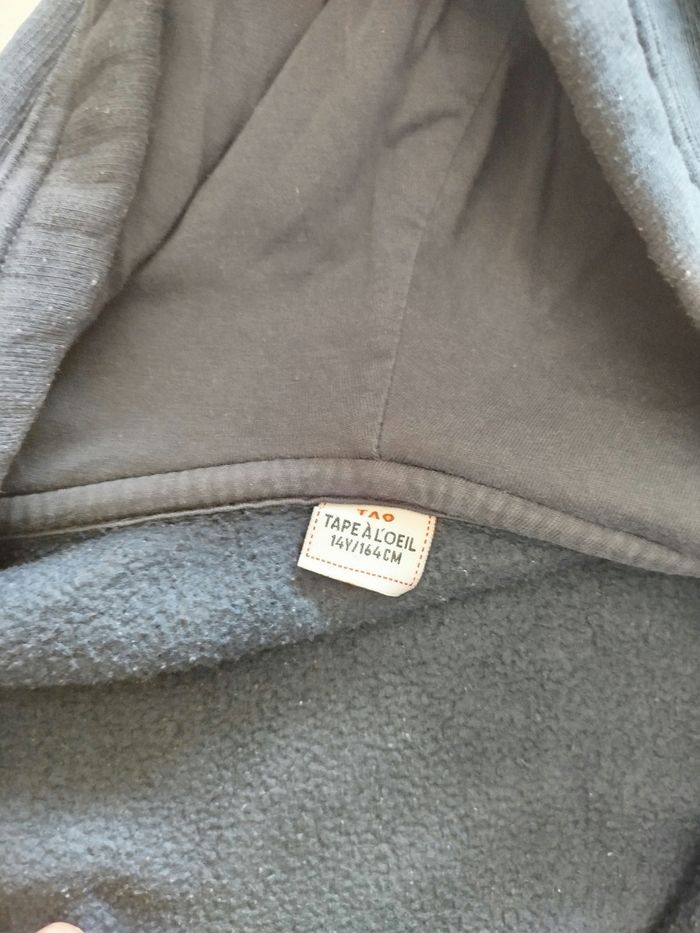 TAO
TAPE À L'OEIL
14Y/164CM